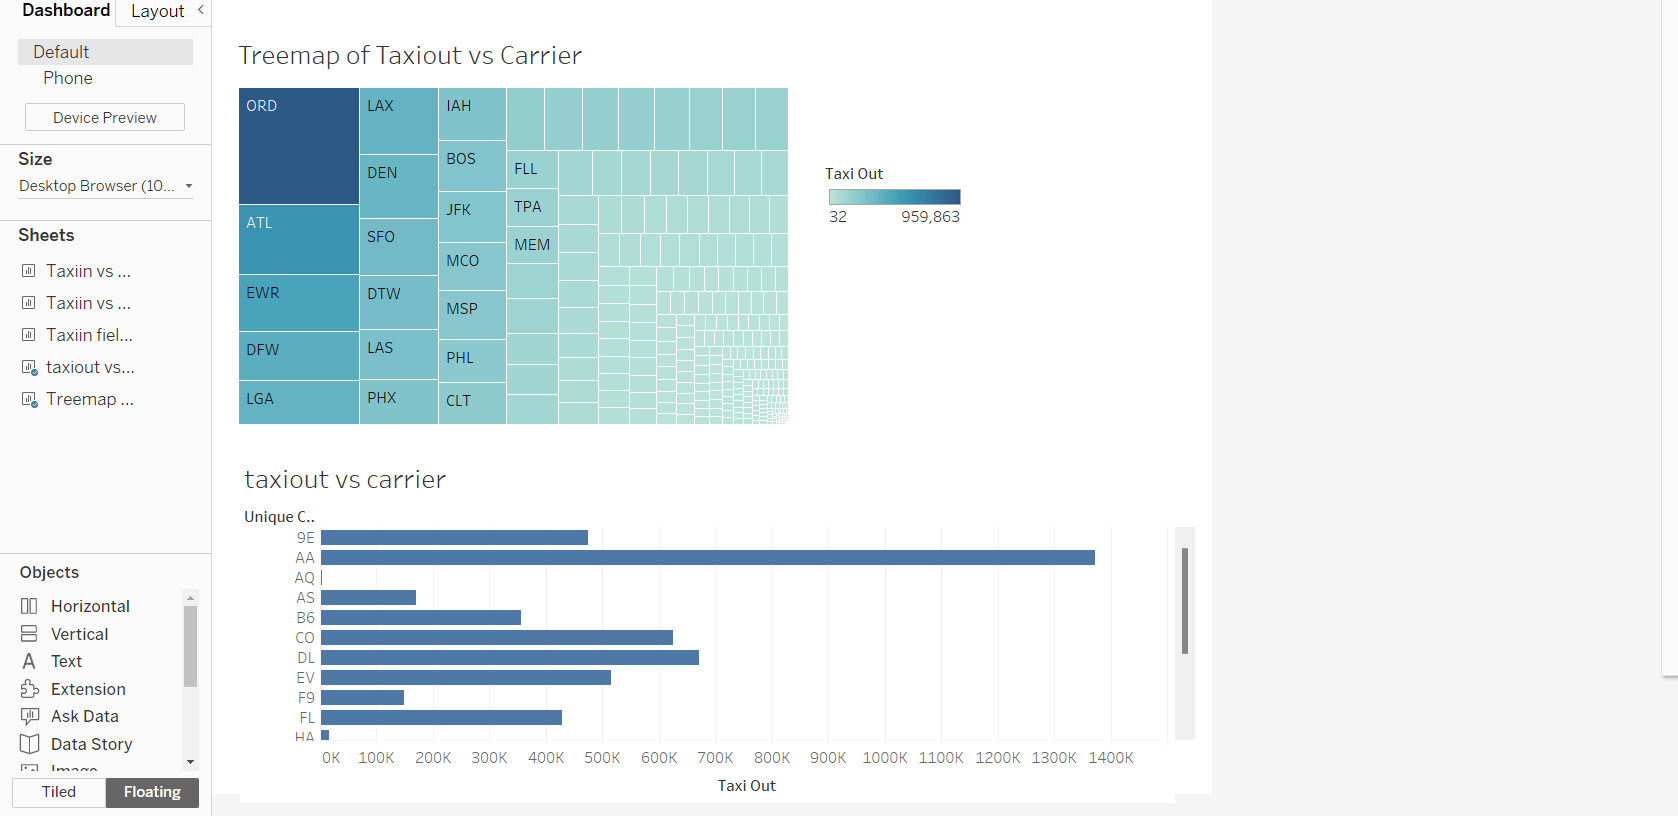 Dashboard
Layout
Default
Phone
Device Preview
Size
Desktop Browser (10...
Sheets
Taxiin vs ...
Taxiin vs ...
Taxiin fiel...
taxiout vs...
Treemap ...
Objects
Horizontal
Vertical
Text
Extension
Ask Data
Data Story
Image
Tiled
Floating
Treemap of Taxiout vs Carrier
ORD
ATL
EWR
DFW
LGA
LAX
DEN
SFO
DTW
LAS
PHX
IAH
BOS
JFK
MCO
MSP
PHL
CLT
FLL
TPA
MEM
Taxi Out
32 959,863
taxiout vs carrier
Unique C..
9E
AA
AQ
AS
B6
CO
DL
EV
F9
FL
HA
0K 100K 200K 300K 400K 500K 600K 700K 800K 900K 1000K 1100K 1200K 1300K 1400K
Taxi Out